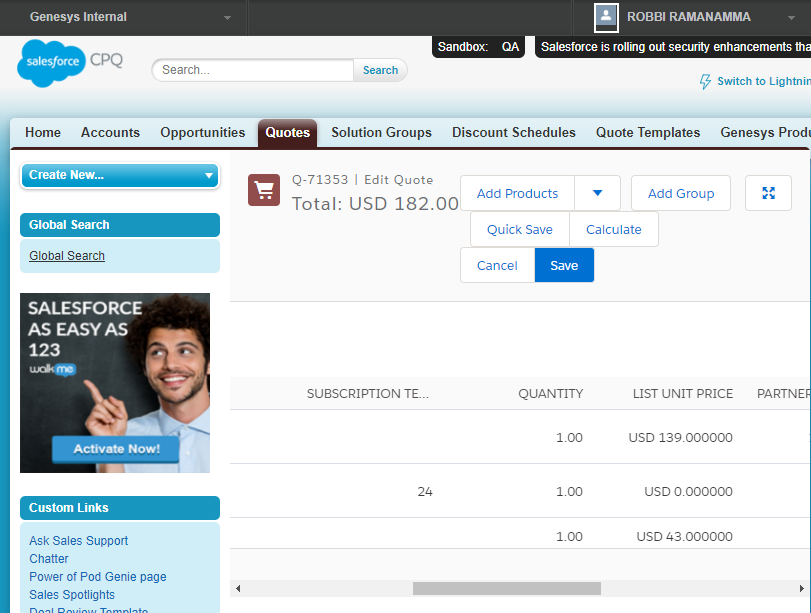 Genesys Internal
ROBBI RAMANAMMA
salesforce CPQ
Search...
Search
Sandbox: QA
Salesforce is rolling out security enhancements tha
Switch to Lightnin
Home Accounts Opportunities Quotes Solution Groups Discount Schedules Quote Templates Genesys Produ
Create New...
Global Search
Global Search
SALESFORCE
AS EASY AS
123
walkme
Activate Now!
Custom Links
Ask Sales Support
Chatter
Power of Pod Genie page
Sales Spotlights
Deal Review Template
Q-71353 | Edit Quote
Total: USD 182.00
Add Products
Add Group
Quick Save Calculate
Cancel Save
SUBSCRIPTION TE... QUANTITY LIST UNIT PRICE PARTNER
1.00 USD 139.000000
24 1.00 USD 0.000000
1.00 USD 43.000000